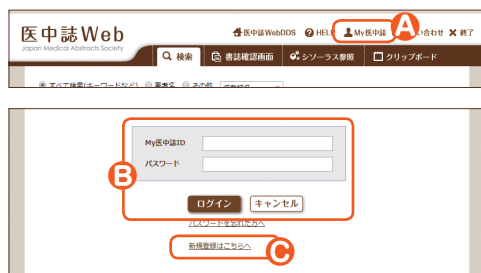 医中誌Web
Japan Medical Abstracts Society
医中誌WebDDS HELP My医中誌 A い合わせ 終了
検索 書誌確認画面 シソーラス参照 クリップボード
すべて検索(キーワードなど) 著者名 その他
My医中誌ID
パスワード
B
ログイン キャンセル
パスワードを忘れた方へ
新規登録はこちらへ
C